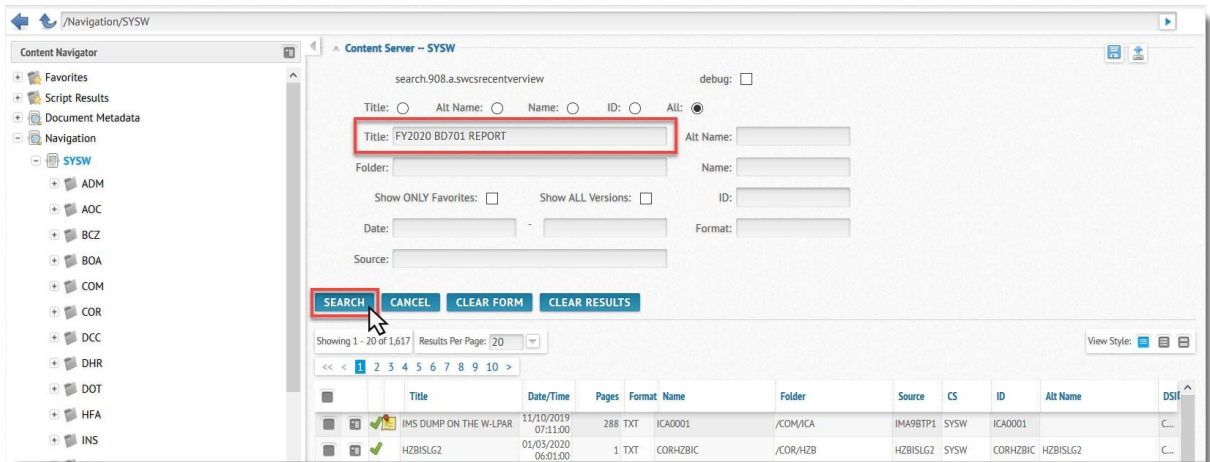 /Navigation/SYSW
Content Navigator
Favorites
Script Results
Document Metadata
Navigation
SYSW
ADM
AOC
BCZ
BOA
COM
COR
DCC
DHR
DOT
HFA
INS
Content Server -- SYSW
search.908.a.swcsrecentverview debug:
Title: Alt Name: Name: ID: All:
Title: FY2020 BD701 REPORT Alt Name:
Folder: Name:
Show ONLY Favorites: Show ALL Versions: ID:
Date: - Format:
Source:
SEARCH CANCEL CLEAR FORM CLEAR RESULTS
Showing 1 - 20 of 1,617 Results Per Page: 20 View Style:
<< < 1 2 3 4 5 6 7 8 9 10 >
Title Date/Time Pages Format Name Folder Source CS ID Alt Name
IMS DUMP ON THE W-LPAR 11/10/2019 07:11:00 288 TXT ICA0001 /COM/ICA IMA9BTP1 SYSW ICA0001 C...
HZBISLG2 01/03/2020 06:01:00 1 TXT CORHZBIC /COR/HZB HZBISLG2 SYSW CORHZBIC HZBISLG2 C...